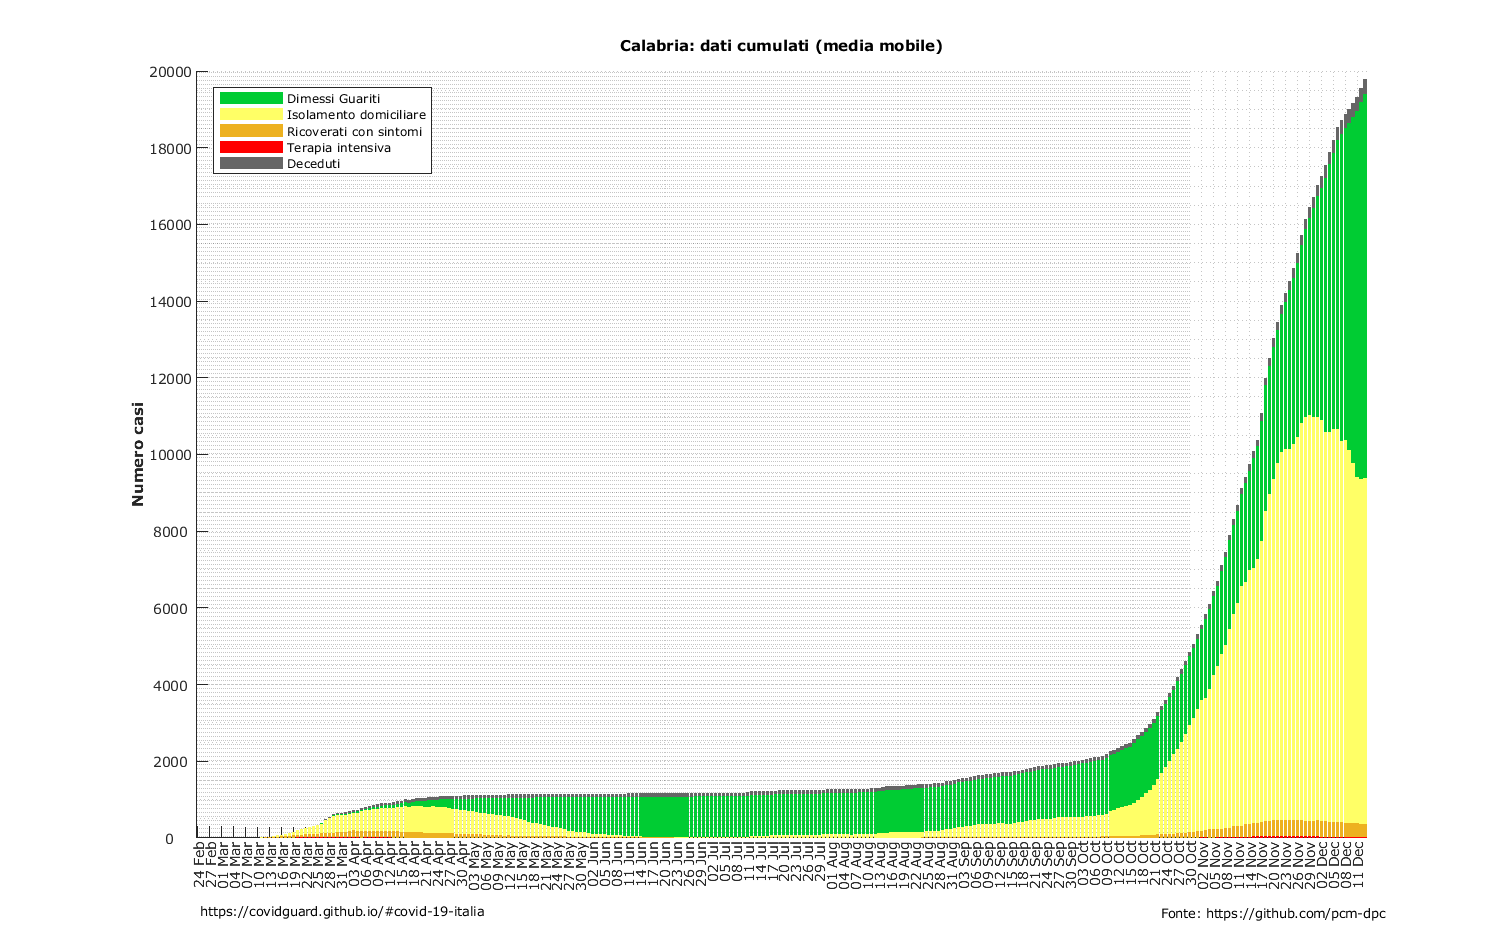 Calabria: dati cumulati (media mobile)
20000
18000
16000
14000
12000
10000
8000
6000
4000
2000
0
Numero casi
Dimessi Guariti
Isolamento domiciliare
Ricoverati con sintomi
Terapia intensiva
Deceduti
24 Feb
27 Feb
01 Mar
04 Mar
07 Mar
10 Mar
13 Mar
16 Mar
19 Mar
22 Mar
25 Mar
28 Mar
31 Mar
03 Apr
06 Apr
09 Apr
12 Apr
15 Apr
18 Apr
21 Apr
24 Apr
27 Apr
30 Apr
03 May
06 May
09 May
12 May
15 May
18 May
21 May
24 May
27 May
30 May
02 Jun
05 Jun
08 Jun
11 Jun
14 Jun
17 Jun
20 Jun
23 Jun
26 Jun
29 Jun
02 Jul
05 Jul
08 Jul
11 Jul
14 Jul
17 Jul
20 Jul
23 Jul
26 Jul
29 Jul
01 Aug
04 Aug
07 Aug
10 Aug
13 Aug
16 Aug
19 Aug
22 Aug
25 Aug
28 Aug
31 Aug
03 Sep
06 Sep
09 Sep
12 Sep
15 Sep
18 Sep
21 Sep
24 Sep
27 Sep
30 Sep
03 Oct
06 Oct
09 Oct
12 Oct
15 Oct
18 Oct
21 Oct
24 Oct
27 Oct
30 Oct
02 Nov
05 Nov
08 Nov
11 Nov
14 Nov
17 Nov
20 Nov
23 Nov
26 Nov
29 Nov
02 Dec
05 Dec
08 Dec
11 Dec
https://covidguard.github.io/#covid-19-italia
Fonte: https://github.com/pcm-dpc